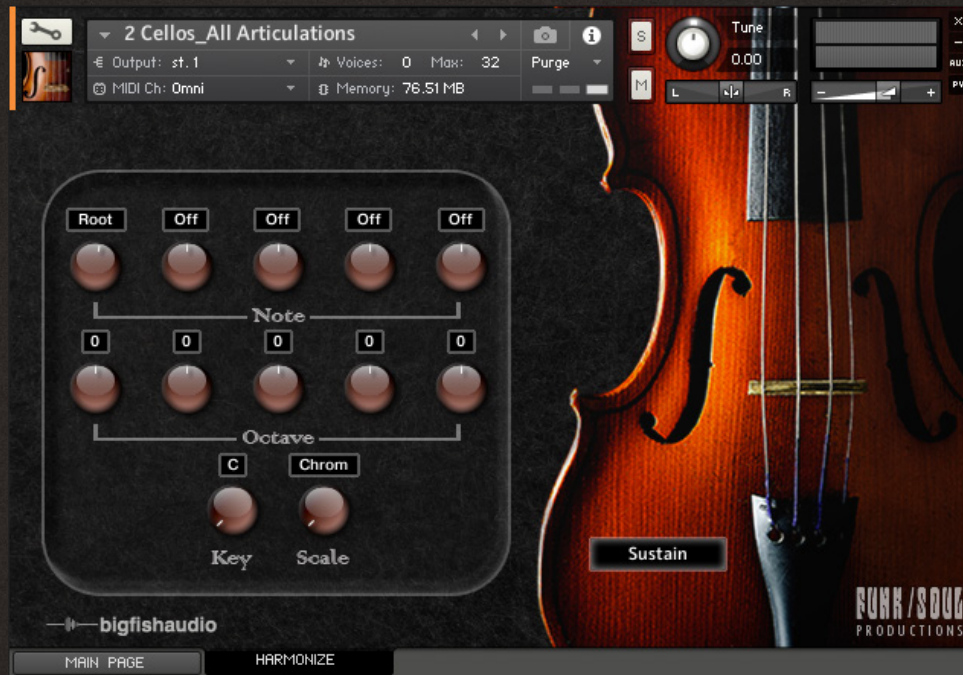 2 Cellos_All Articulations
S
Tune
0.00
Output: st. 1
Voices: 0 Max: 32
Purge
MIDI Ch: Omni
Memory: 76.51 MB
M
L R
- +
Root Off Off Off Off
Note
0 0 0 0 0
Octave
C Chrom
Key Scale
Sustain
FUNK/SOUL
PRODUCTIONS
bigfishaudio
MAIN PAGE HARMONIZE